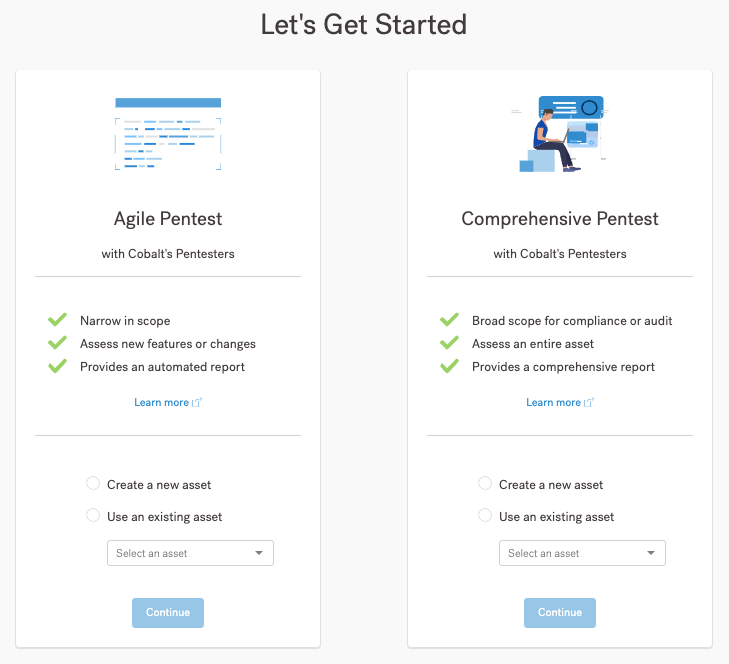 Let's Get Started
Agile Pentest
with Cobalt's Pentesters
Narrow in scope
Assess new features or changes
Provides an automated report
Learn more
Create a new asset
Use an existing asset
Select an asset
Continue
Comprehensive Pentest
with Cobalt's Pentesters
Broad scope for compliance or audit
Assess an entire asset
Provides a comprehensive report
Learn more
Create a new asset
Use an existing asset
Select an asset
Continue